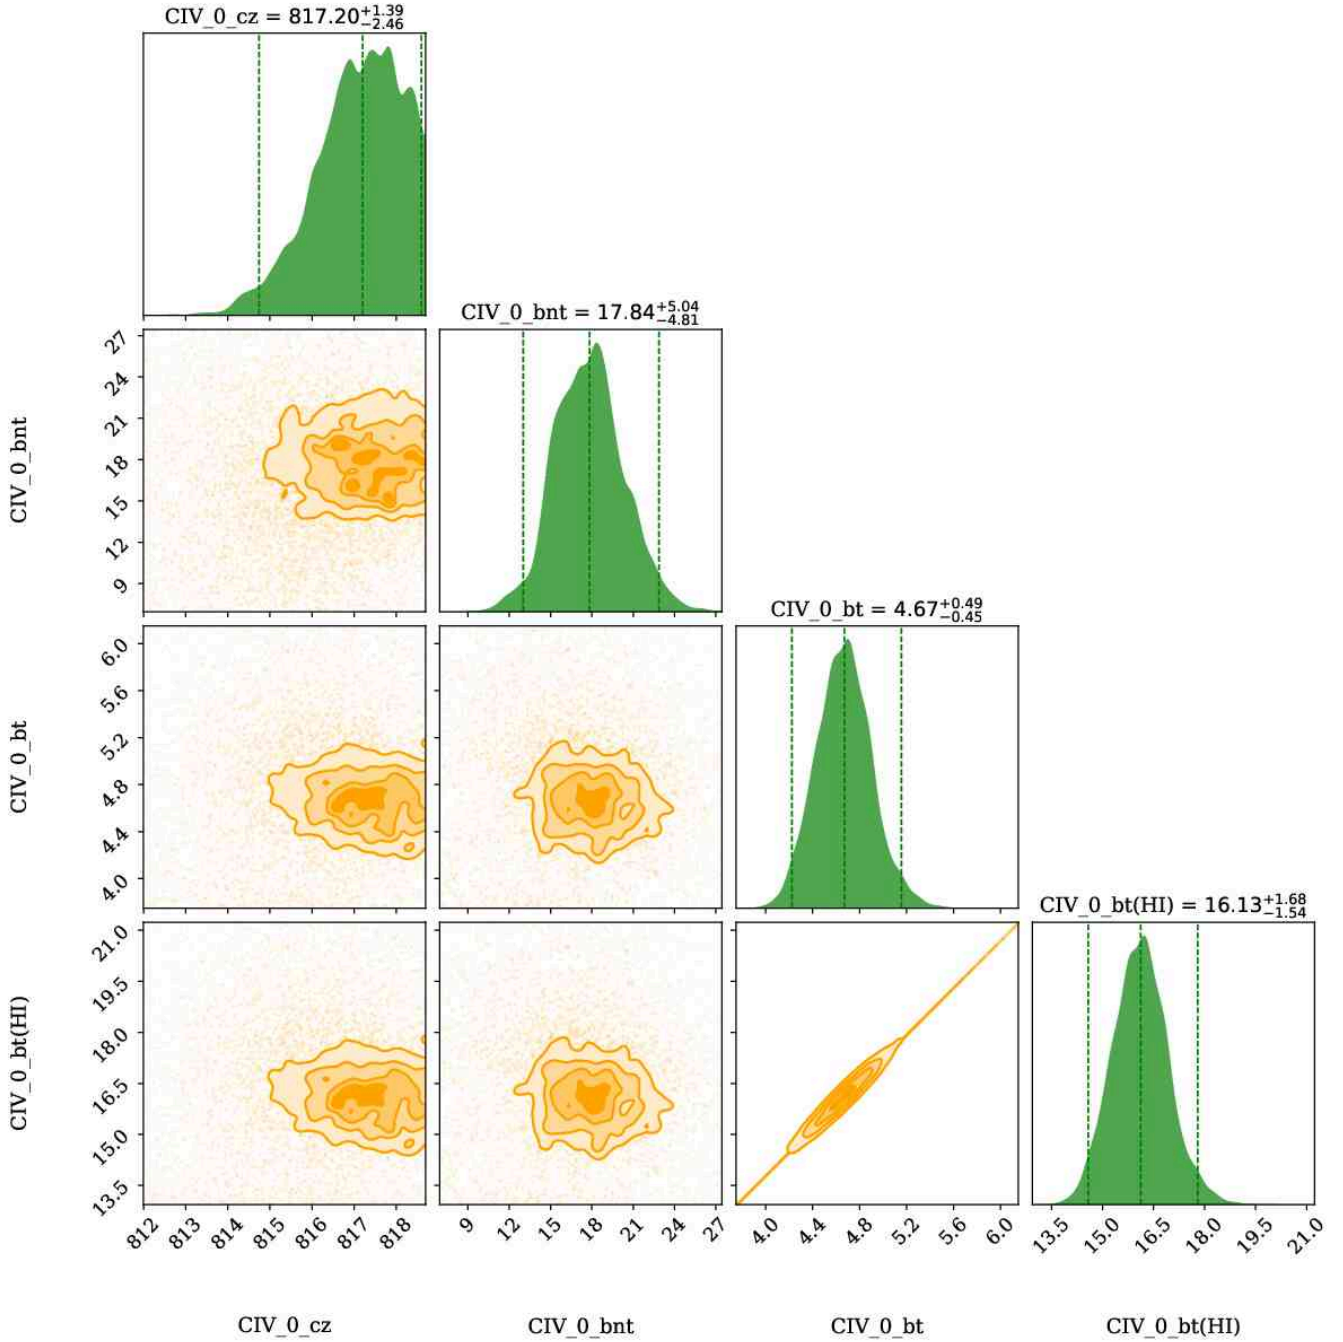 CIV_0_cz = 817.20+1.39 −2.46
CIV_0_bnt = 17.84+5.04 −4.81
27
24
21
18
15
12
9
CIV_0_bnt
CIV_0_bt = 4.67+0.49 −0.45
6.0
5.6
5.2
4.8
4.4
4.0
CIV_0_bt
CIV_0_bt(HI) = 16.13+1.68 −1.54
21.0
19.5
18.0
16.5
15.0
13.5
CIV_0_bt(HI)
812 813 814 815 816 817 818
9 12 15 18 21 24 27
4.0 4.4 4.8 5.2 5.6 6.0
13.5 15.0 16.5 18.0 19.5 21.0
CIV_0_cz
CIV_0_bnt
CIV_0_bt
CIV_0_bt(HI)